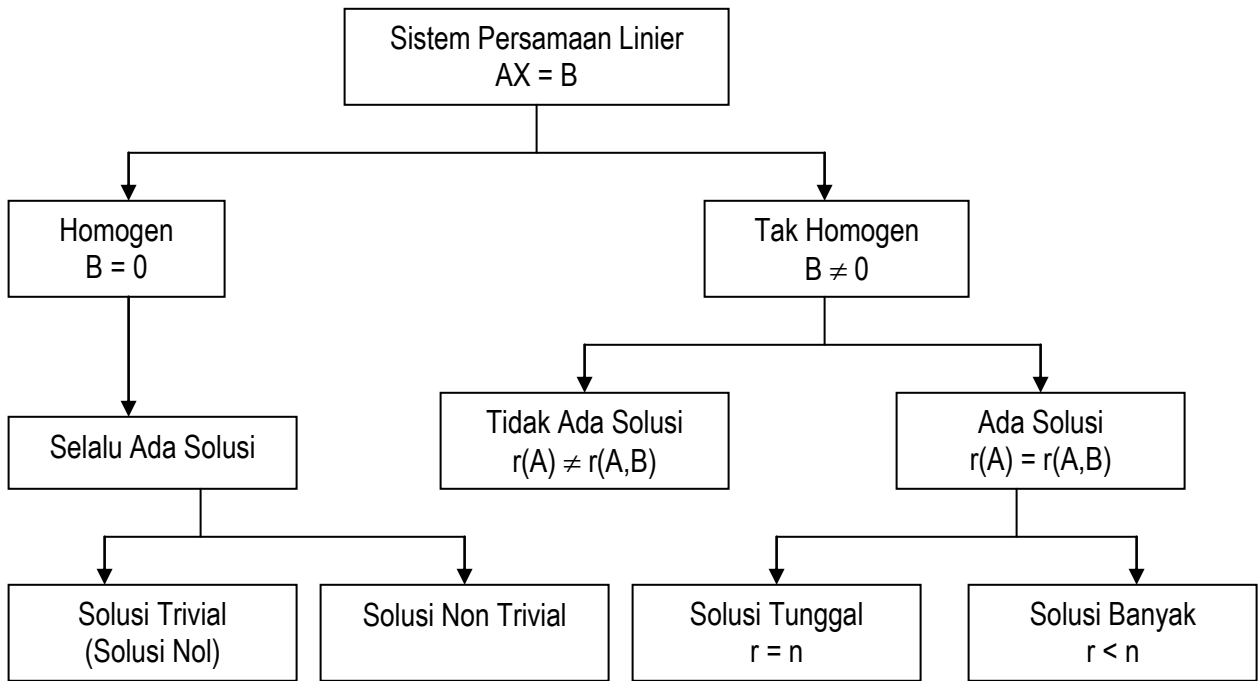 Sistem Persamaan Linier
AX = B
Homogen
B = 0
Tak Homogen
B ≠ 0
Selalu Ada Solusi
Tidak Ada Solusi
r(A) ≠ r(A,B)
Ada Solusi
r(A) = r(A,B)
Solusi Trivial
(Solusi Nol)
Solusi Non Trivial
Solusi Tunggal
r = n
Solusi Banyak
r < n